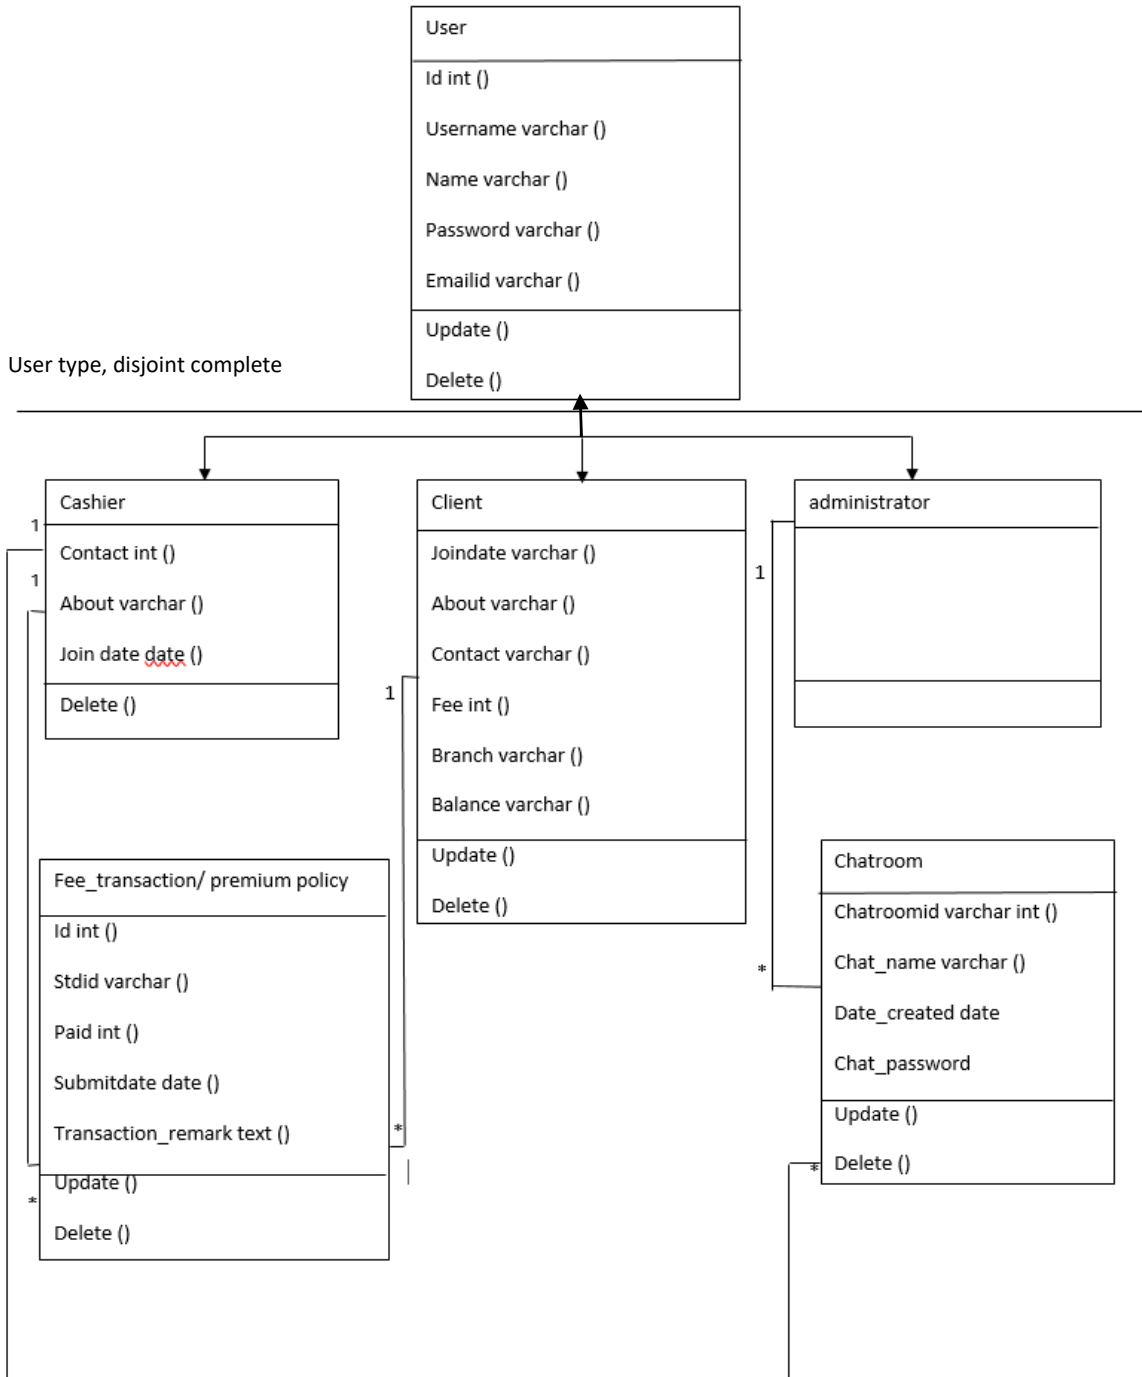 User
Id int ()
Username varchar ()
Name varchar ()
Password varchar ()
Emailid varchar ()
Update ()
Delete ()
User type, disjoint complete
Cashier
1
Contact int ()
1
About varchar ()
Join date date ()
Delete ()
Client
Joindate varchar ()
About varchar ()
Contact varchar ()
1
Fee int ()
Branch varchar ()
Balance varchar ()
Update ()
Delete ()
administrator
1
*
Fee_transaction/ premium policy
Id int ()
Stdid varchar ()
Paid int ()
Submitdate date ()
Transaction_remark text ()
*
Update ()
*
Delete ()
Chatroom
Chatroomid varchar int ()
Chat_name varchar ()
Date_created date
Chat_password
Update ()
* Delete ()